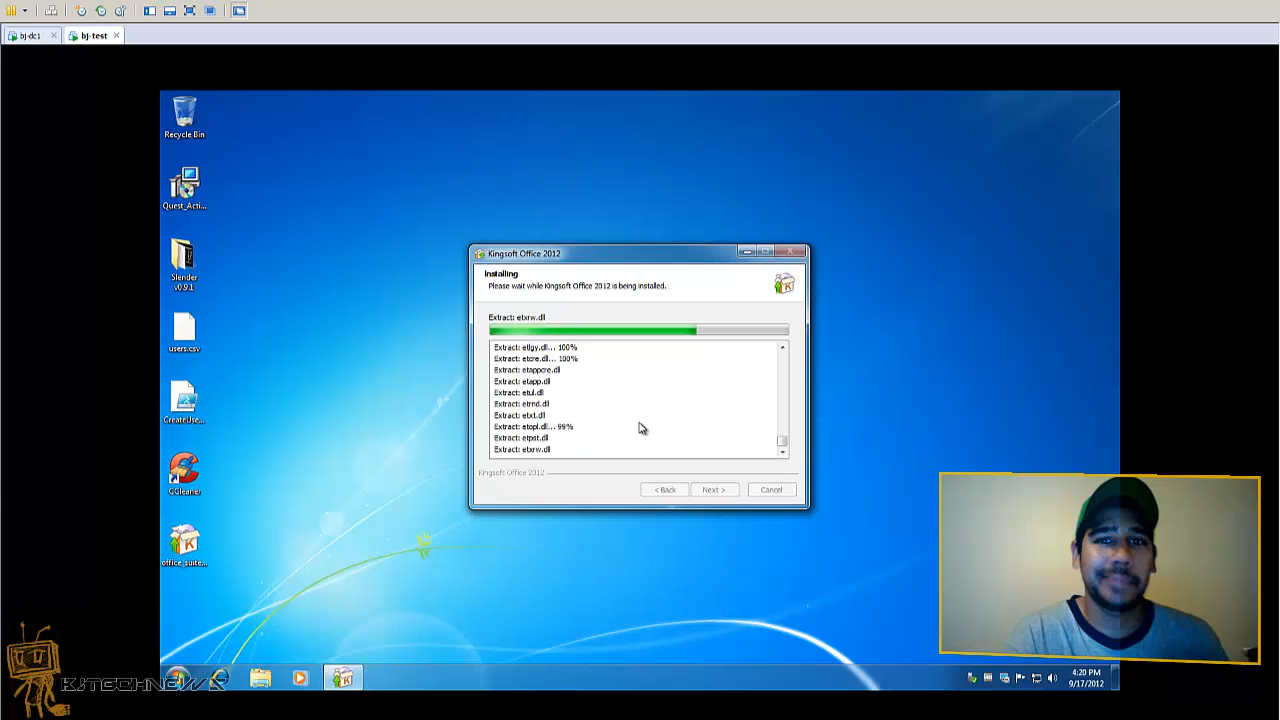 bj-dc1
bj-test
Recycle Bin
Quest_Acti...
Slender
v0.9.1
users.csv
CreateUse...
CCleaner
office_suite...
Kingsoft Office 2012
Installing
Please wait while Kingsoft Office 2012 is being installed.
Extract: etxrw.dll
Extract: etlgy.dll... 100%
Extract: etcre.dll... 100%
Extract: etappcre.dll
Extract: etapp.dll
Extract: etui.dll
Extract: etrnd.dll
Extract: etxt.dll
Extract: etopl.dll... 99%
Extract: etpst.dll
Extract: etxrw.dll
Kingsoft Office 2012
< Back
Next >
Cancel
BJTECHNEWS
4:20 PM
9/17/2012